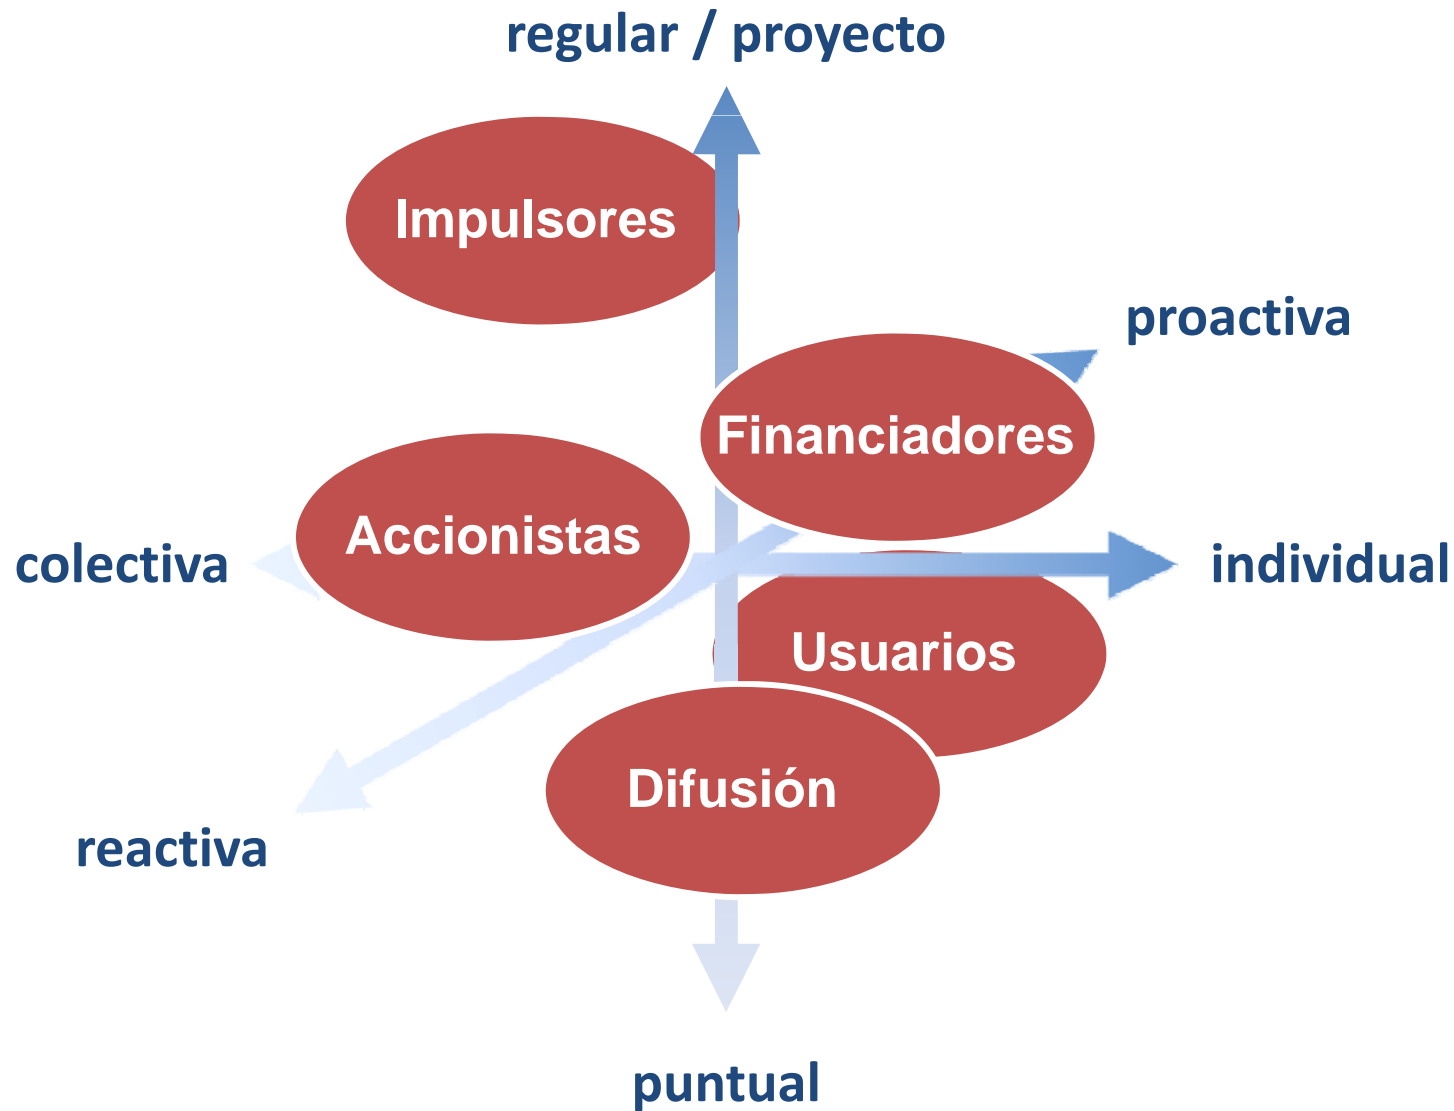 regular / proyecto
Impulsores
proactiva
Financiadores
Accionistas
colectiva
individual
Usuarios
Difusión
reactiva
puntual